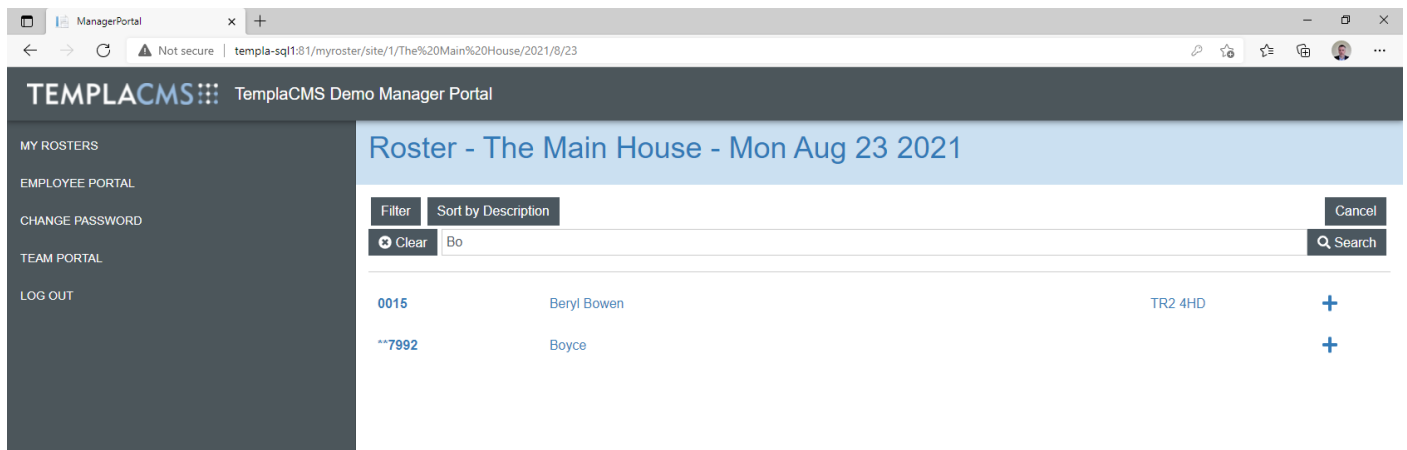 ManagerPortal
Not secure | templa-sql1:81/myroster/site/1/The%20Main%20House/2021/8/23
TEMPLACMS TemplaCMS Demo Manager Portal
MY ROSTERS
EMPLOYEE PORTAL
CHANGE PASSWORD
TEAM PORTAL
LOG OUT
Roster - The Main House - Mon Aug 23 2021
Filter Sort by Description Cancel
Clear Bo Search
0015 Beryl Bowen TR2 4HD
**7992 Boyce